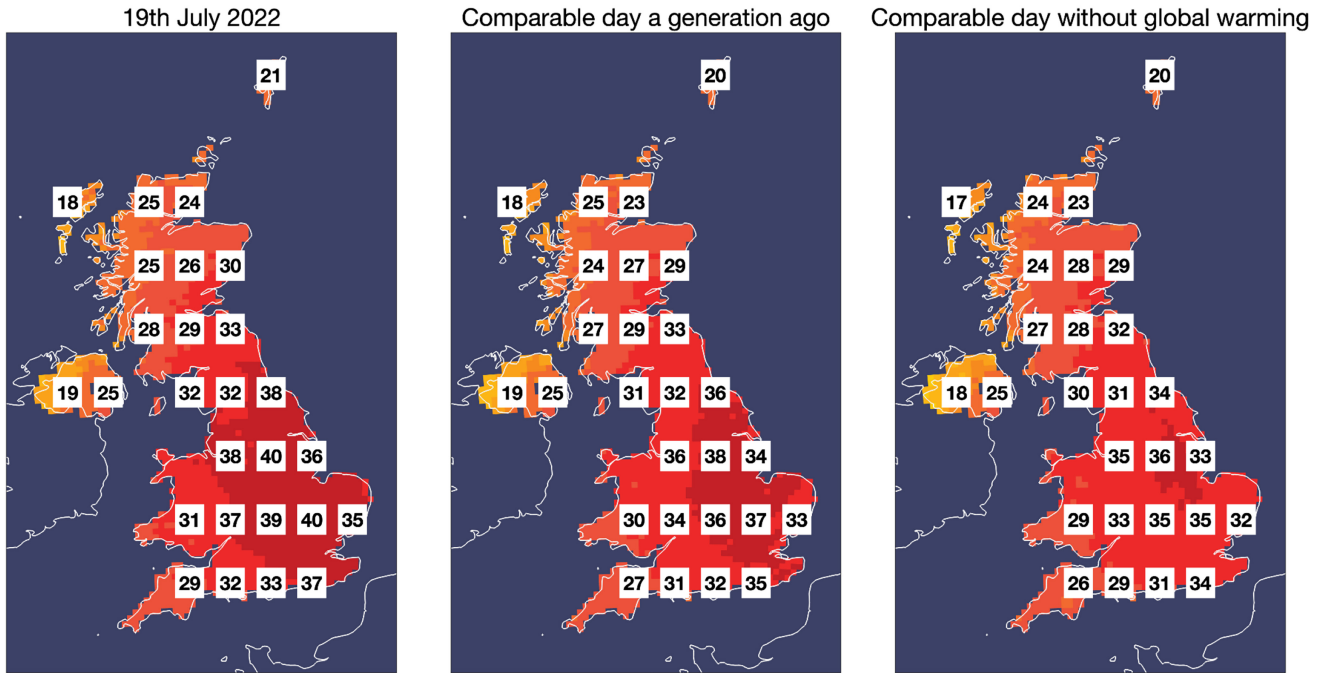 19th July 2022
21
18 25 24
25 26 30
28 29 33
19 25 32 32 38
38 40 36
31 37 39 40 35
29 32 33 37
Comparable day a generation ago
20
18 25 23
24 27 29
27 29 33
19 25 31 32 36
36 38 34
30 34 36 37 33
27 31 32 35
Comparable day without global warming
20
17 24 23
24 28 29
27 28 32
18 25 30 31 34
35 36 33
29 33 35 35 32
26 29 31 34